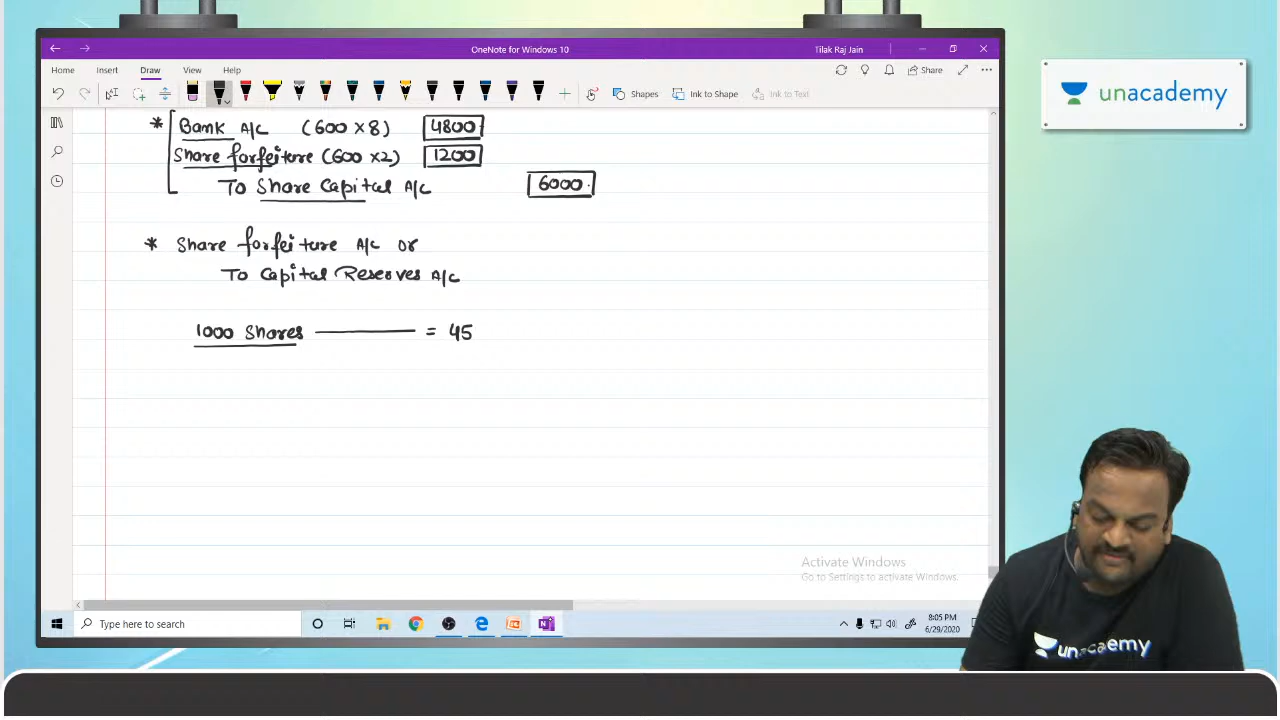 OneNote for Windows 10
Tilak Raj Jain
Home Insert Draw View Help
Share
Shapes
Ink to Shape
Ink to Text
unacademy
* Bank A/C (600 × 8) 4800
Share forfeiture (600 ×2) 1200
To Share Capital A/C 6000
* Share forfeiture A/C Dr
To Capital Reserves A/C
1000 Shares = 45
Activate Windows
Go to Settings to activate Windows.
Type here to search
8:05 PM
6/29/2020
unacademy